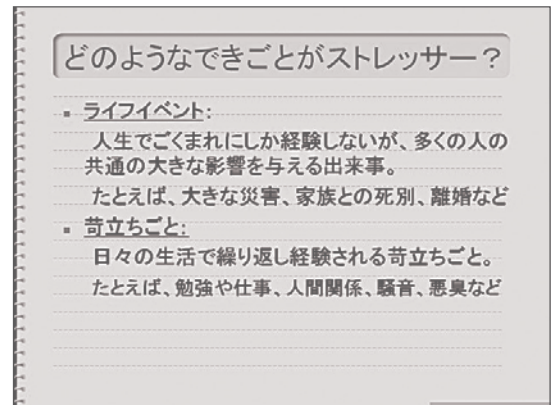 どのようなできごとがストレッサー？
ライフイベント:
人生でごくまれにしか経験しないが、多くの人の
共通の大きな影響を与える出来事。
たとえば、大きな災害、家族との死別、離婚など
苛立ちごと:
日々の生活で繰り返し経験される苛立ちごと。
たとえば、勉強や仕事、人間関係、騒音、悪臭など